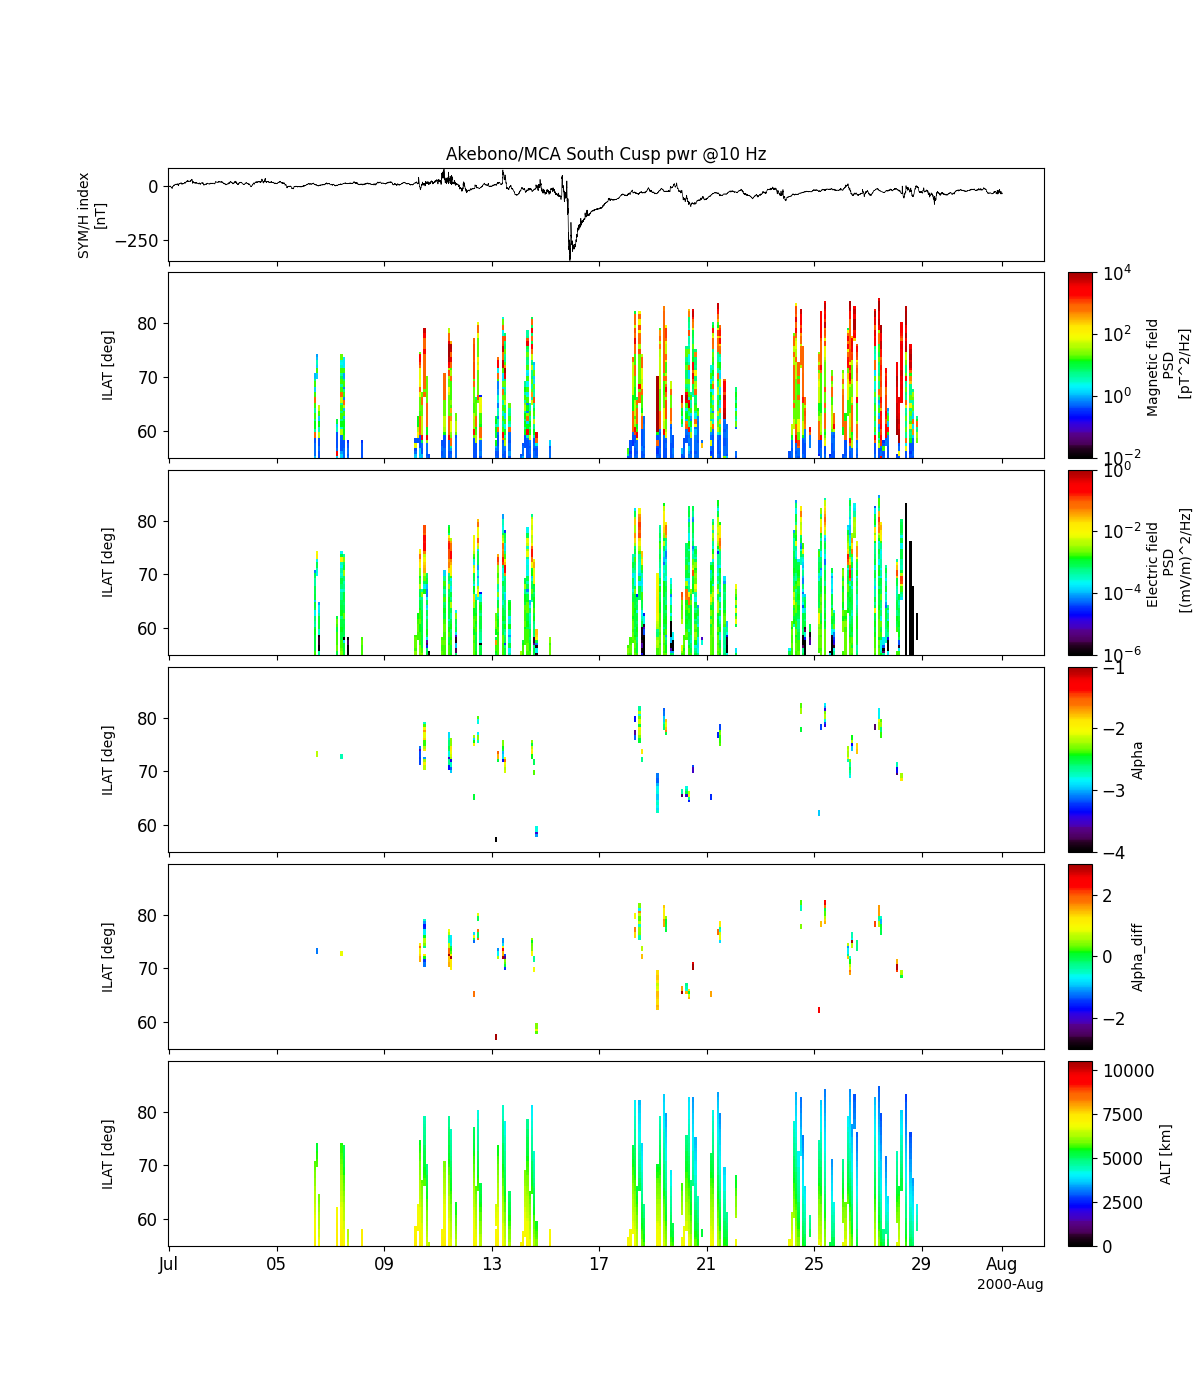 Akebono/MCA South Cusp pwr @10 Hz
SYM/H index
[nT]
0
−250
ILAT [deg]
80
70
60
10^4
10^2
10^0
10^−2
Magnetic field
PSD
[pT^2/Hz]
ILAT [deg]
80
70
60
10^0
10^−2
10^−4
10^−6
Electric field
PSD
[(mV/m)^2/Hz]
ILAT [deg]
80
70
60
−1
−2
−3
−4
Alpha
ILAT [deg]
80
70
60
2
0
−2
Alpha_diff
ILAT [deg]
80
70
60
10000
7500
5000
2500
0
ALT [km]
Jul 05 09 13 17 21 25 29 Aug
2000-Aug